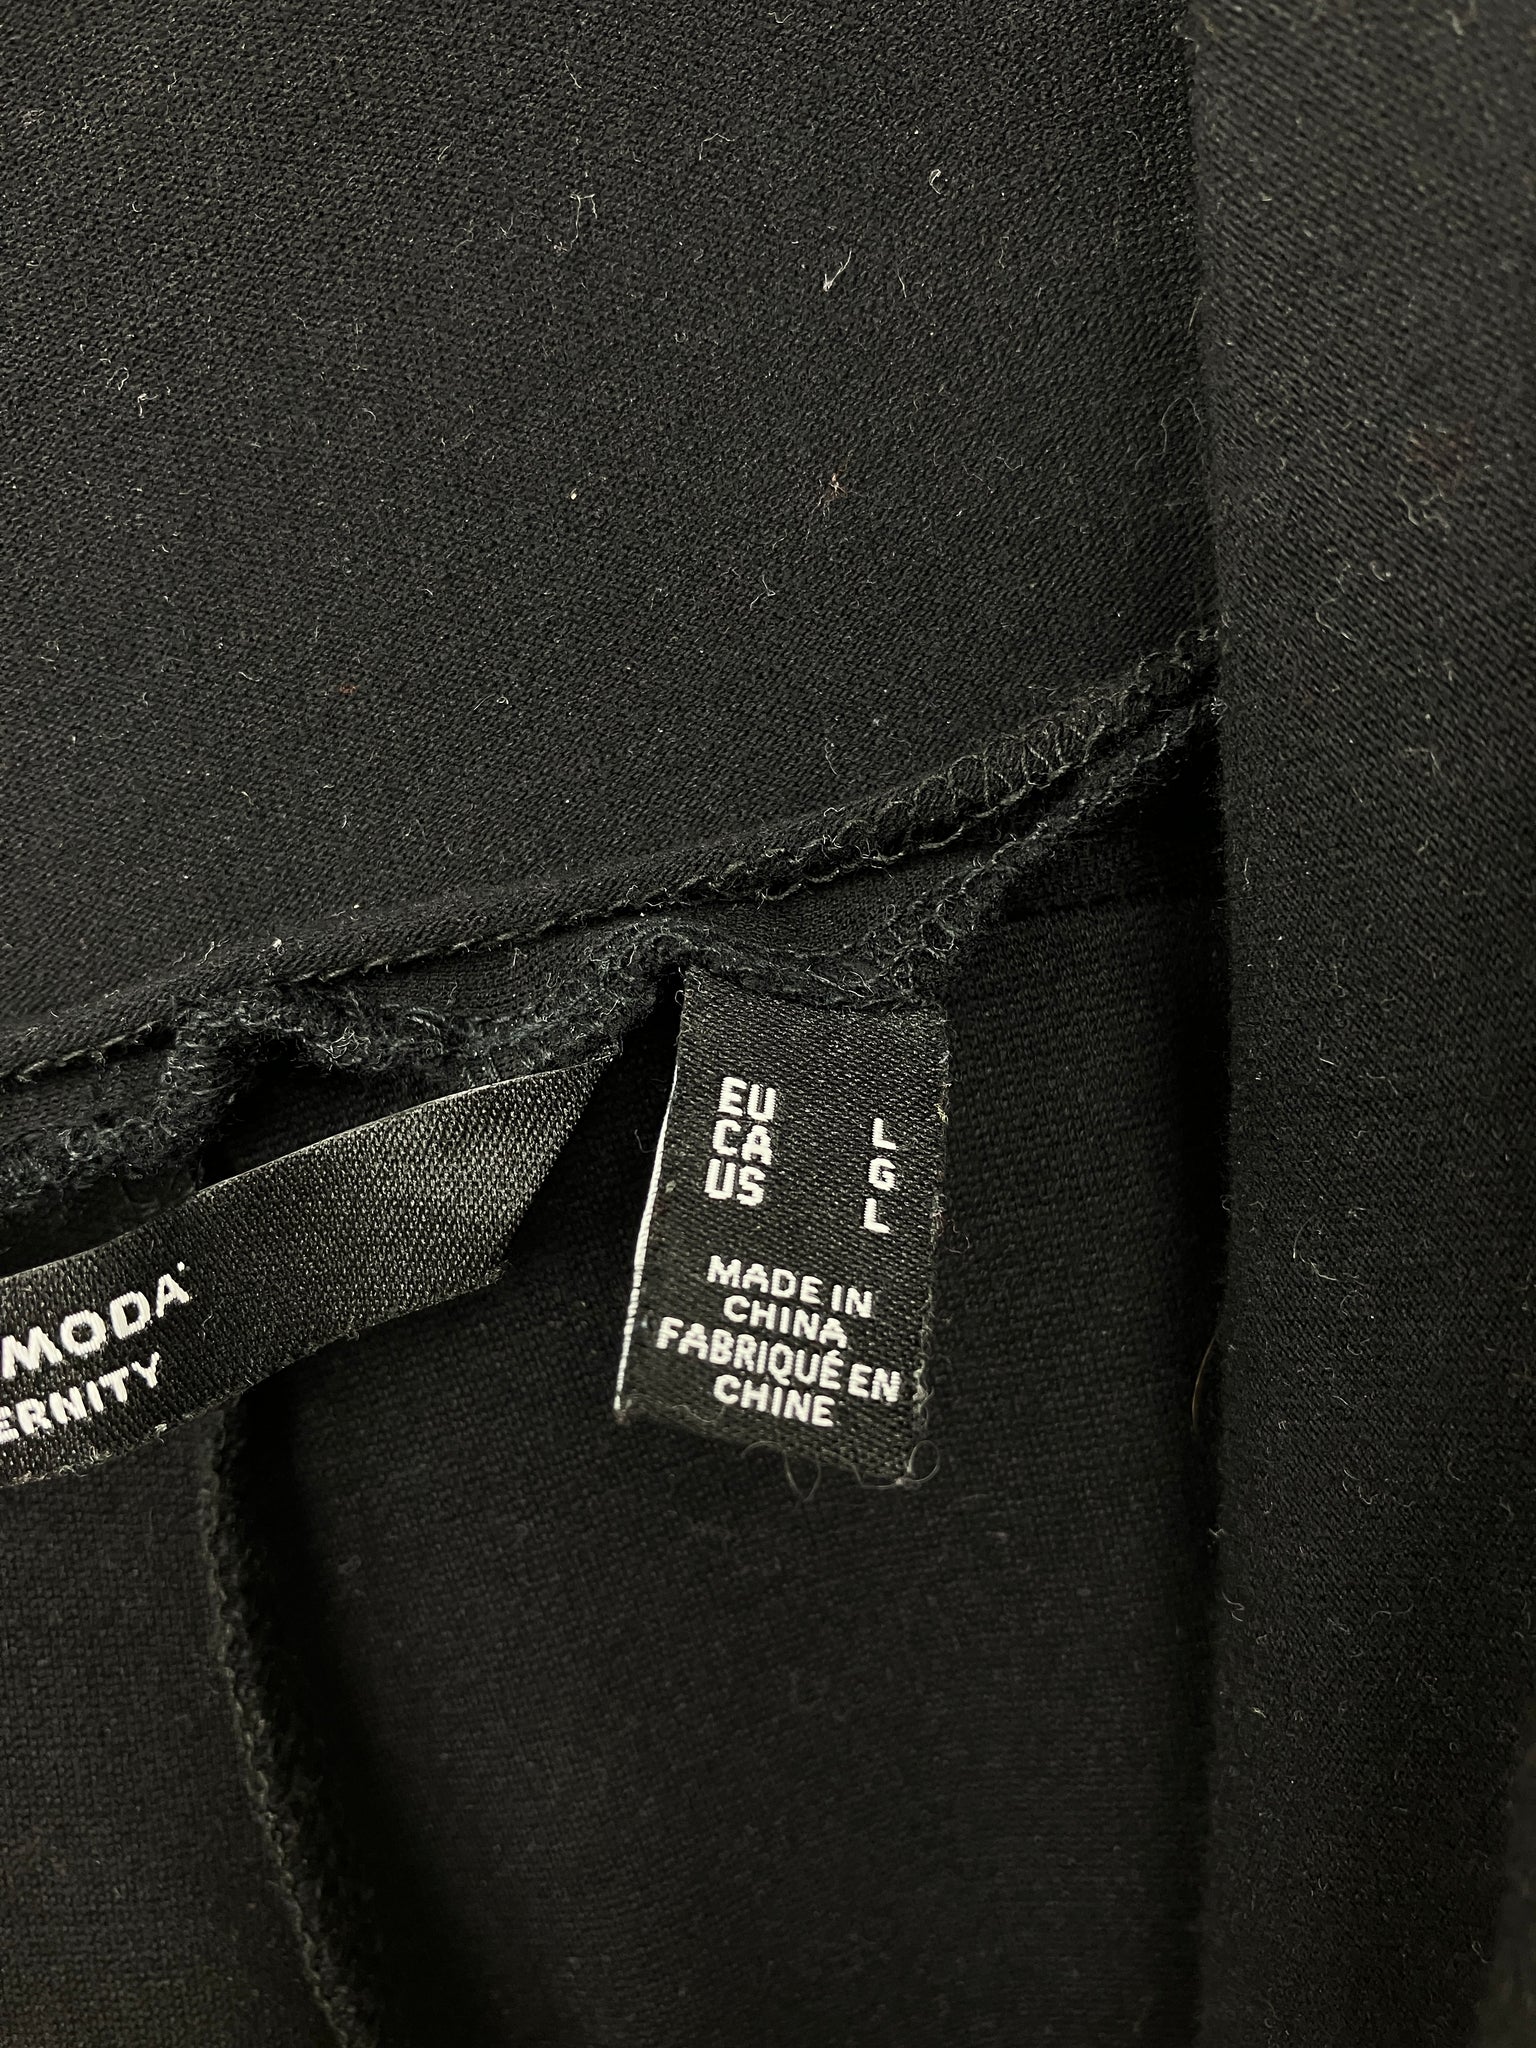 MODA
ERNITY
EU L
CA G
US L
MADE IN
CHINA
FABRIQUÉ EN
CHINE